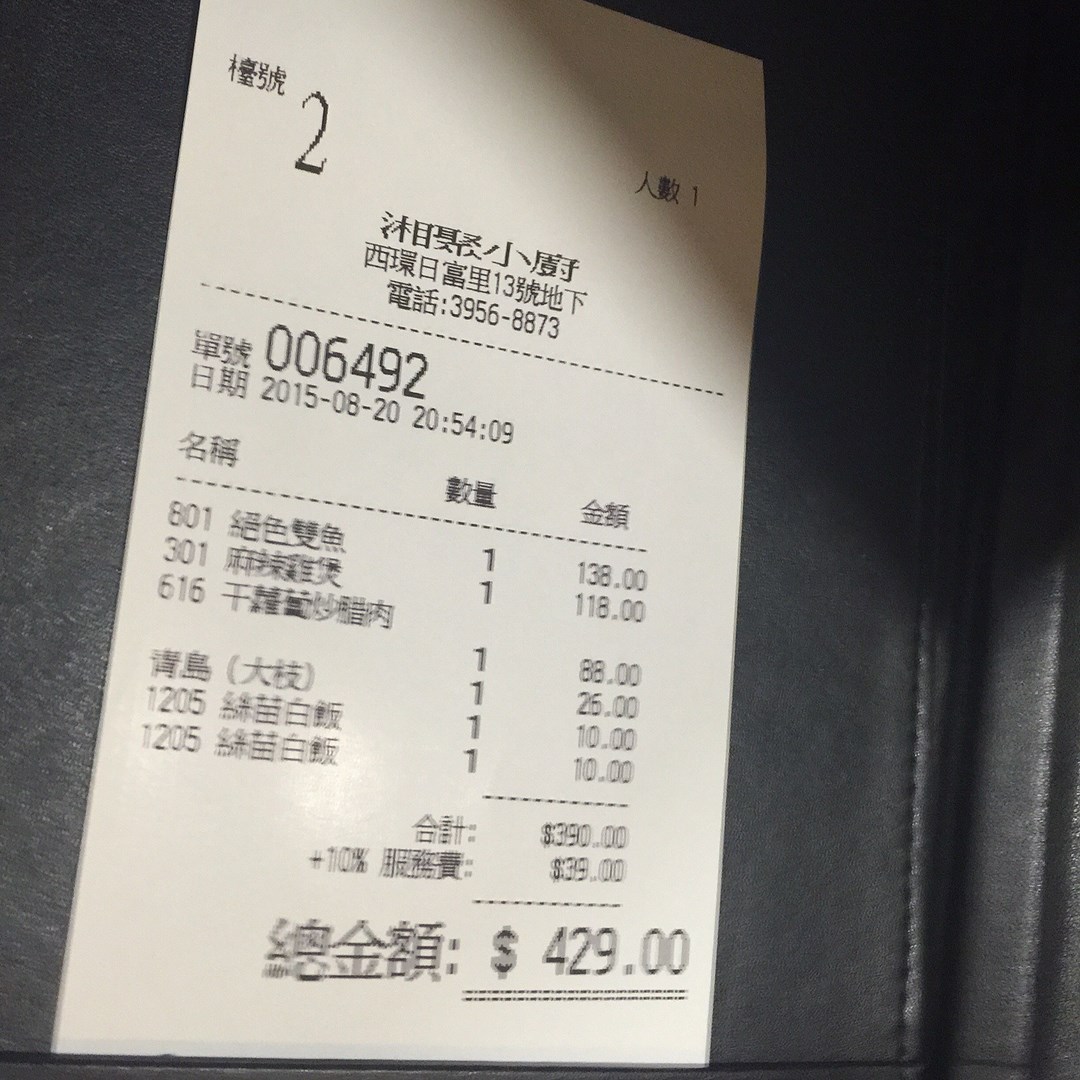 檯號
2
人數 1
湘聚小廚
西環日富里13號地下
電話:3956-8873
單號 006492
日期 2015-08-20 20:54:09
名稱 數量 金額
801 絕色雙魚 1 138.00
301 麻辣雞煲 1 118.00
616 干蘿蔔炒腊肉 1 88.00
青島（大枝） 1 26.00
1205 絲苗白飯 1 10.00
1205 絲苗白飯 1 10.00
合計: $390.00
+10% 服務費: $39.00
總金額: $ 429.00